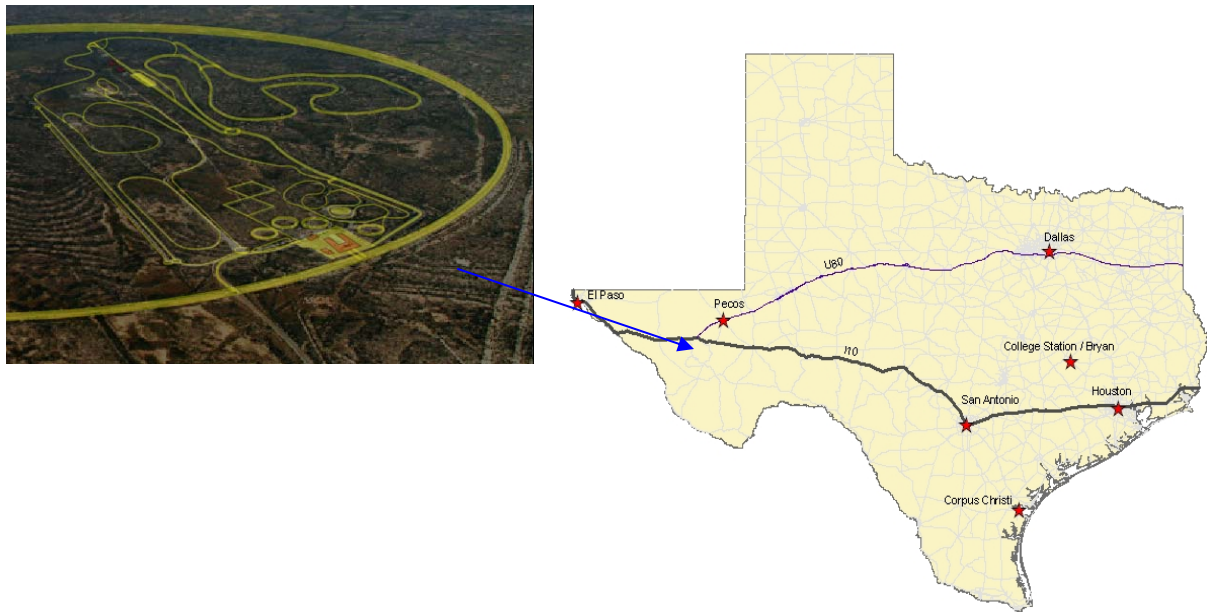 Dallas
U80
El Paso
Pecos
I10
College Station / Bryan
San Antonio
Houston
Corpus Christi